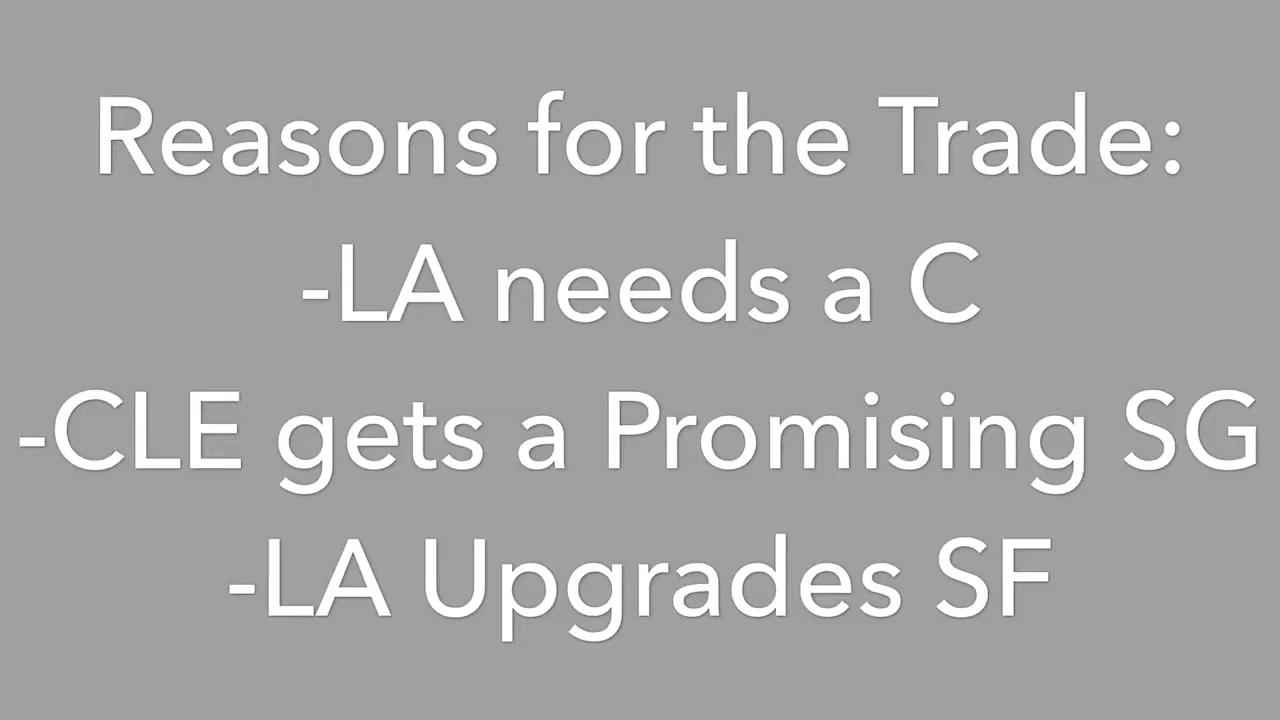 Reasons for the Trade:
-LA needs a C
-CLE gets a Promising SG
-LA Upgrades SF